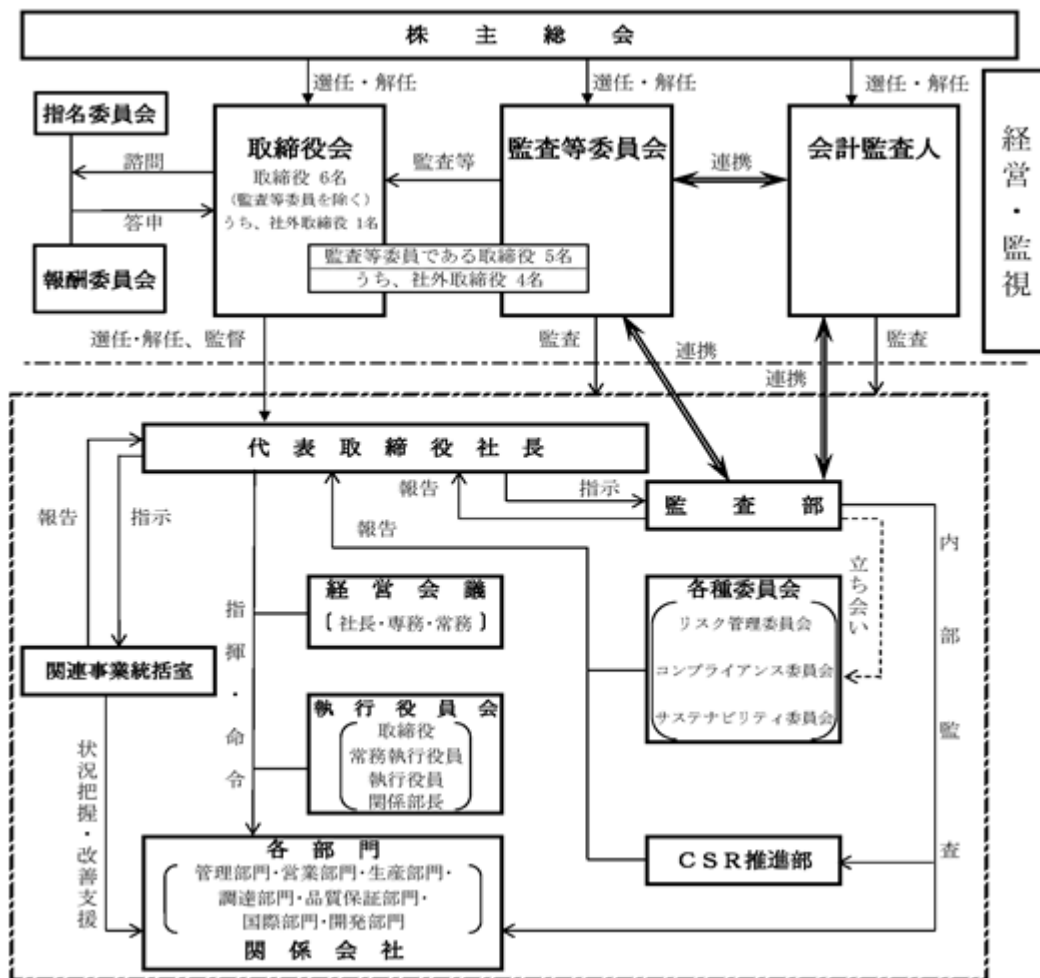 株主総会
選任・解任
選任・解任
選任・解任
指名委員会
諮問
答申
報酬委員会
取締役会
取締役 6名
(監査等委員を除く)
うち、社外取締役 1名
監査等
監査等委員会
連携
会計監査人
監査等委員である取締役 5名
うち、社外取締役 4名
経営・監視
選任・解任、監督
監査
連携
連携
監査
代表取締役社長
報告
指示
報告
指示
報告
監査部
内部監査
立ち会い
指揮・命令
経営会議
[ 社長・専務・常務 ]
各種委員会
リスク管理委員会
コンプライアンス委員会
サステナビリティ委員会
関連事業統括室
執行役員会
取締役
常務執行役員
執行役員
関係部長
状況把握・改善支援
各部門
管理部門・営業部門・生産部門・
調達部門・品質保証部門・
国際部門・開発部門
関係会社
CSR推進部